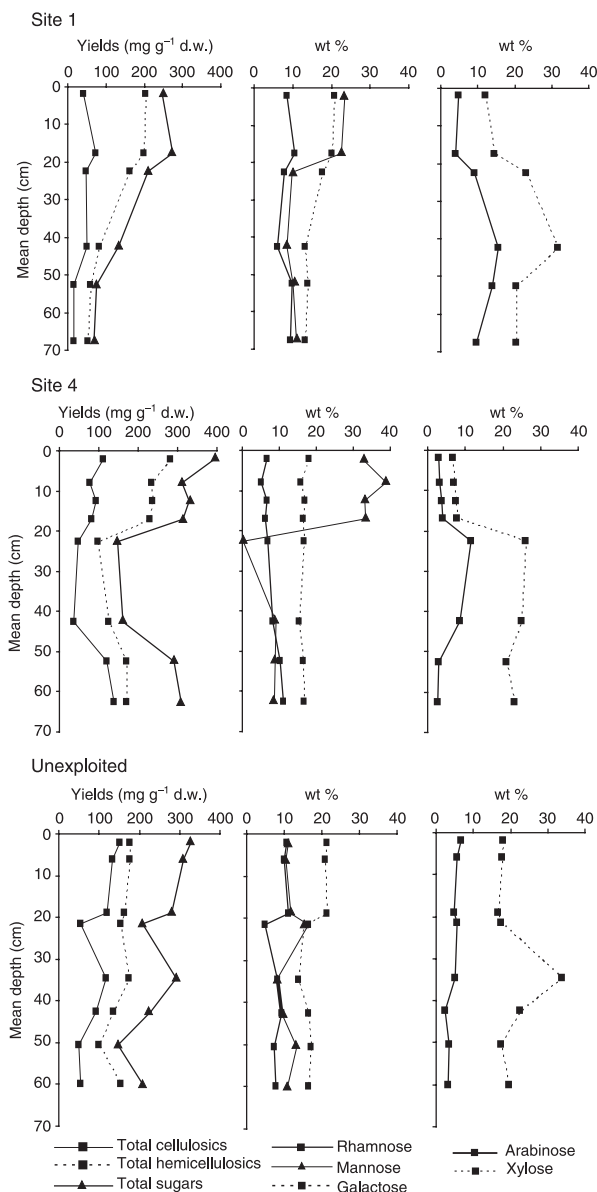 Site 1
Yields (mg g⁻¹ d.w.) wt %
0 100 200 300 400 0 10 20 30 40 0 10 20 30 40
0
10
20
30
40
50
60
70
Mean depth (cm)
Site 4
Yields (mg g⁻¹ d.w.) wt % wt %
0 100 200 300 400 0 10 20 30 40 0 10 20 30 40
0
10
20
30
40
50
60
70
Mean depth (cm)
Unexploited
Yields (mg g⁻¹ d.w.) wt % wt %
0 100 200 300 400 0 10 20 30 40 0 10 20 30 40
0
10
20
30
40
50
60
70
Mean depth (cm)
Total cellulosics
Total hemicellulosics
Total sugars
Rhamnose
Mannose
Galactose
Arabinose
Xylose